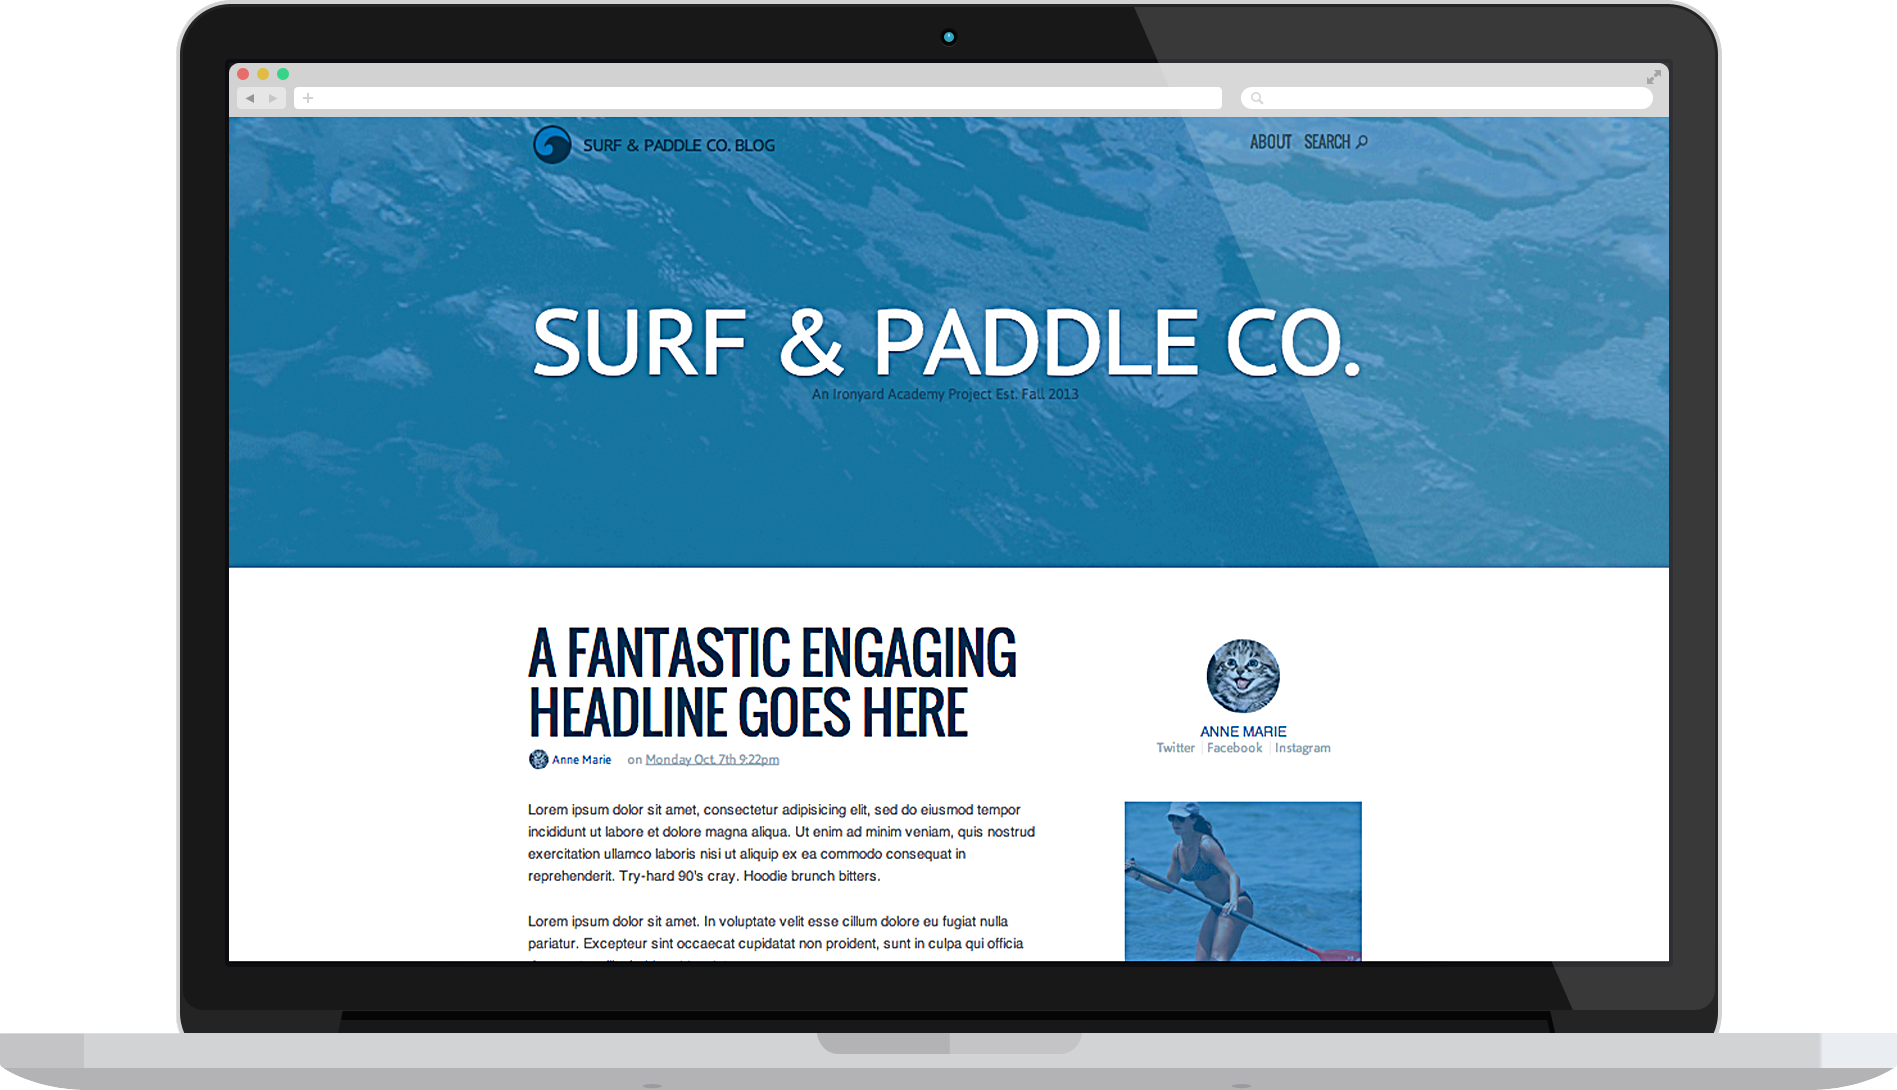 SURF & PADDLE CO. BLOG
ABOUT SEARCH
SURF & PADDLE CO.
An Ironyard Academy Project Est. Fall 2013
A FANTASTIC ENGAGING
HEADLINE GOES HERE
Anne Marie on Monday Oct. 7th 9:22pm
ANNE MARIE
Twitter Facebook Instagram
Lorem ipsum dolor sit amet, consectetur adipisicing elit, sed do eiusmod tempor
incididunt ut labore et dolore magna aliqua. Ut enim ad minim veniam, quis nostrud
exercitation ullamco laboris nisi ut aliquip ex ea commodo consequat in
reprehenderit. Try-hard 90's cray. Hoodie brunch bitters.
Lorem ipsum dolor sit amet. In voluptate velit esse cillum dolore eu fugiat nulla
pariatur. Excepteur sint occaecat cupidatat non proident, sunt in culpa qui officia